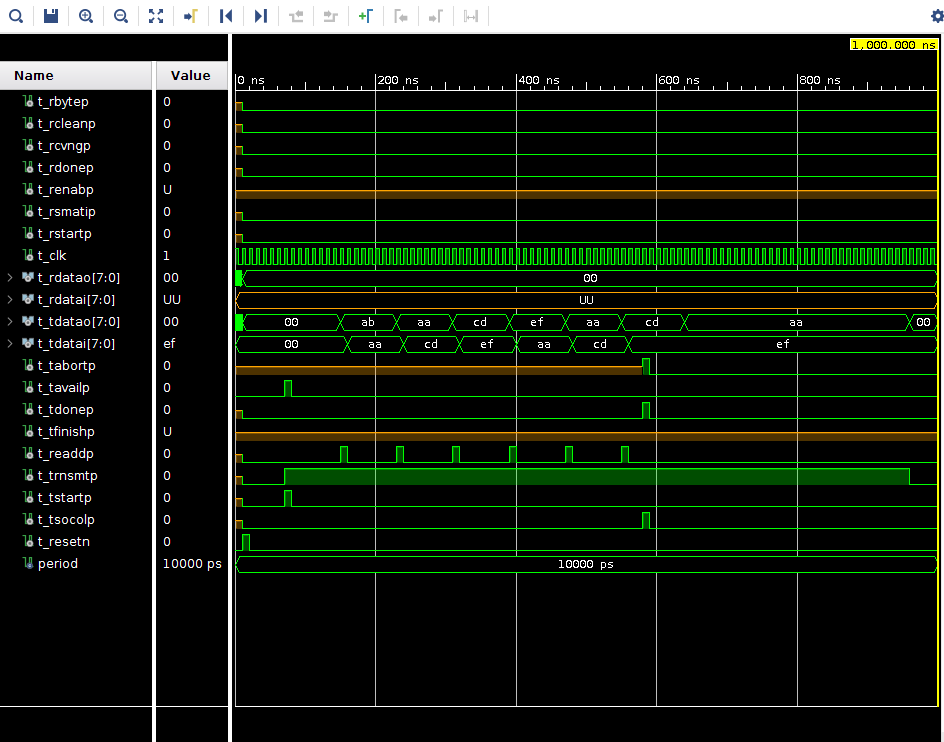 1,000.000 ns
Name Value 0 ns 200 ns 400 ns 600 ns 800 ns
t_rbytep 0
t_rcleanp 0
t_rcvngp 0
t_rdonep 0
t_renabp U
t_rsmatip 0
t_rstartp 0
t_clk 1
t_rdatao[7:0] 00 00
t_rdatai[7:0] UU UU
t_tdatao[7:0] 00 00 ab aa cd ef aa cd aa 00
t_tdatai[7:0] ef 00 aa cd ef aa cd ef
t_tabortp 0
t_tavailp 0
t_tdonep 0
t_tfinishp U
t_readdp 0
t_trnsmtp 0
t_tstartp 0
t_tsocolp 0
t_resetn 0
period 10000 ps 10000 ps